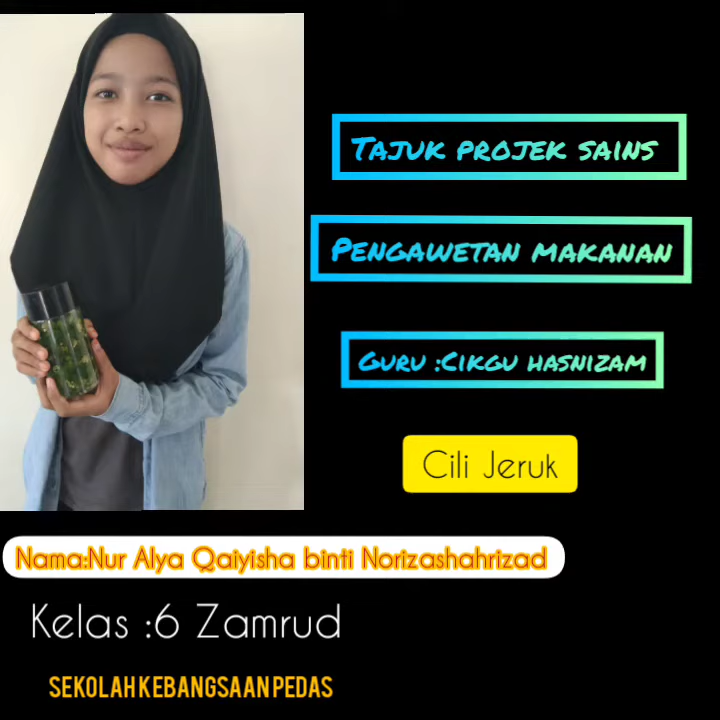 Tajuk projek sains
Pengawetan makanan
Guru :Cikgu hasnizam
Cili Jeruk
Nama:Nur Alya Qaiyisha binti Norizashahrizad
Kelas :6 Zamrud
SEKOLAH KEBANGSAAN PEDAS